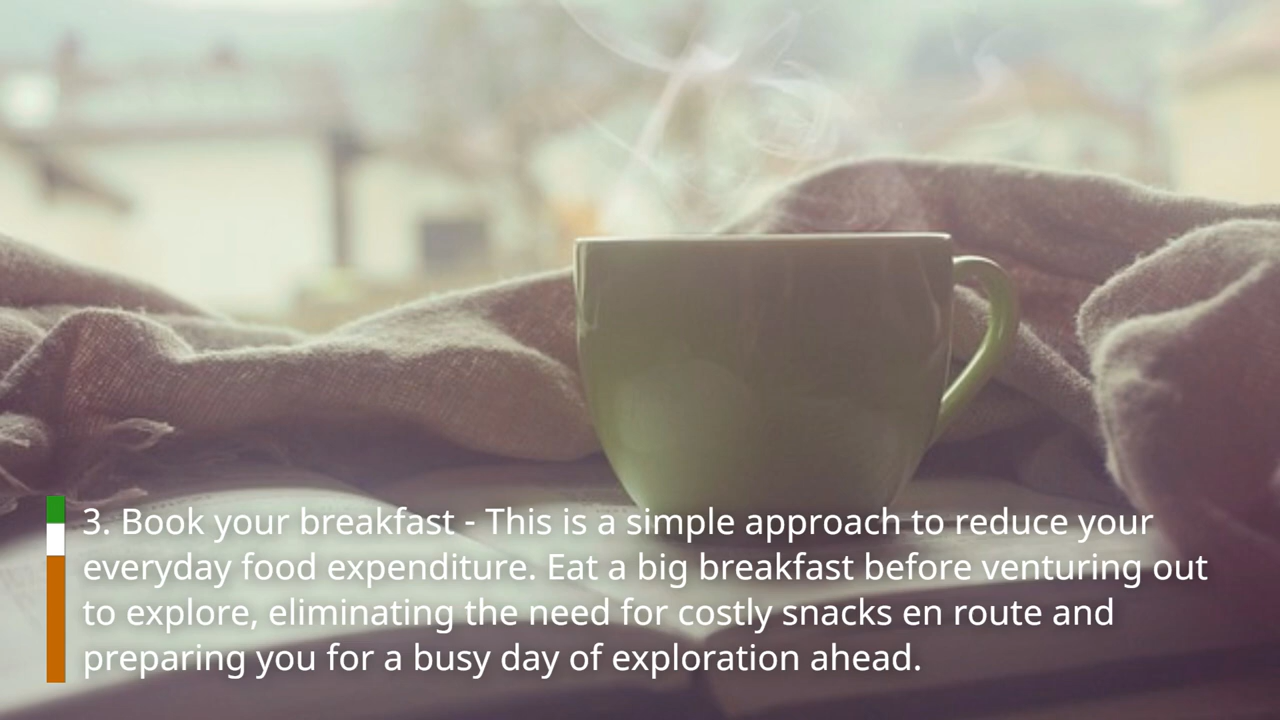 3. Book your breakfast - This is a simple approach to reduce your
everyday food expenditure. Eat a big breakfast before venturing out
to explore, eliminating the need for costly snacks en route and
preparing you for a busy day of exploration ahead.